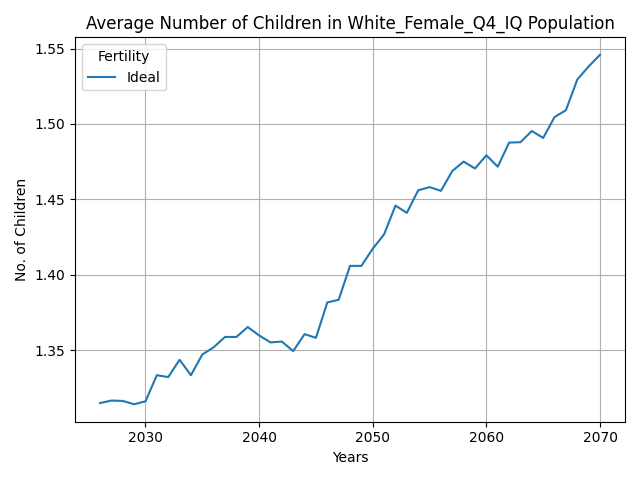 Average Number of Children in White_Female_Q4_IQ Population
Fertility
Ideal
1.55
1.50
1.45
1.40
1.35
No. of Children
2030 2040 2050 2060 2070
Years